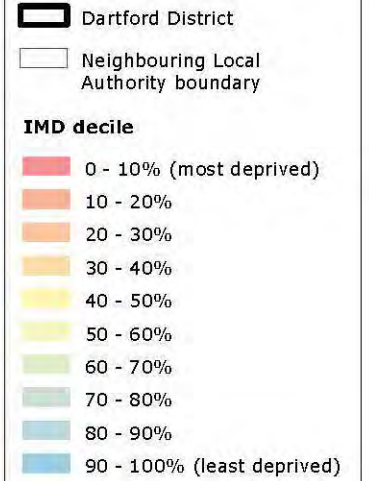 Dartford District
Neighbouring Local
Authority boundary
IMD decile
0 - 10% (most deprived)
10 - 20%
20 - 30%
30 - 40%
40 - 50%
50 - 60%
60 - 70%
70 - 80%
80 - 90%
90 - 100% (least deprived)